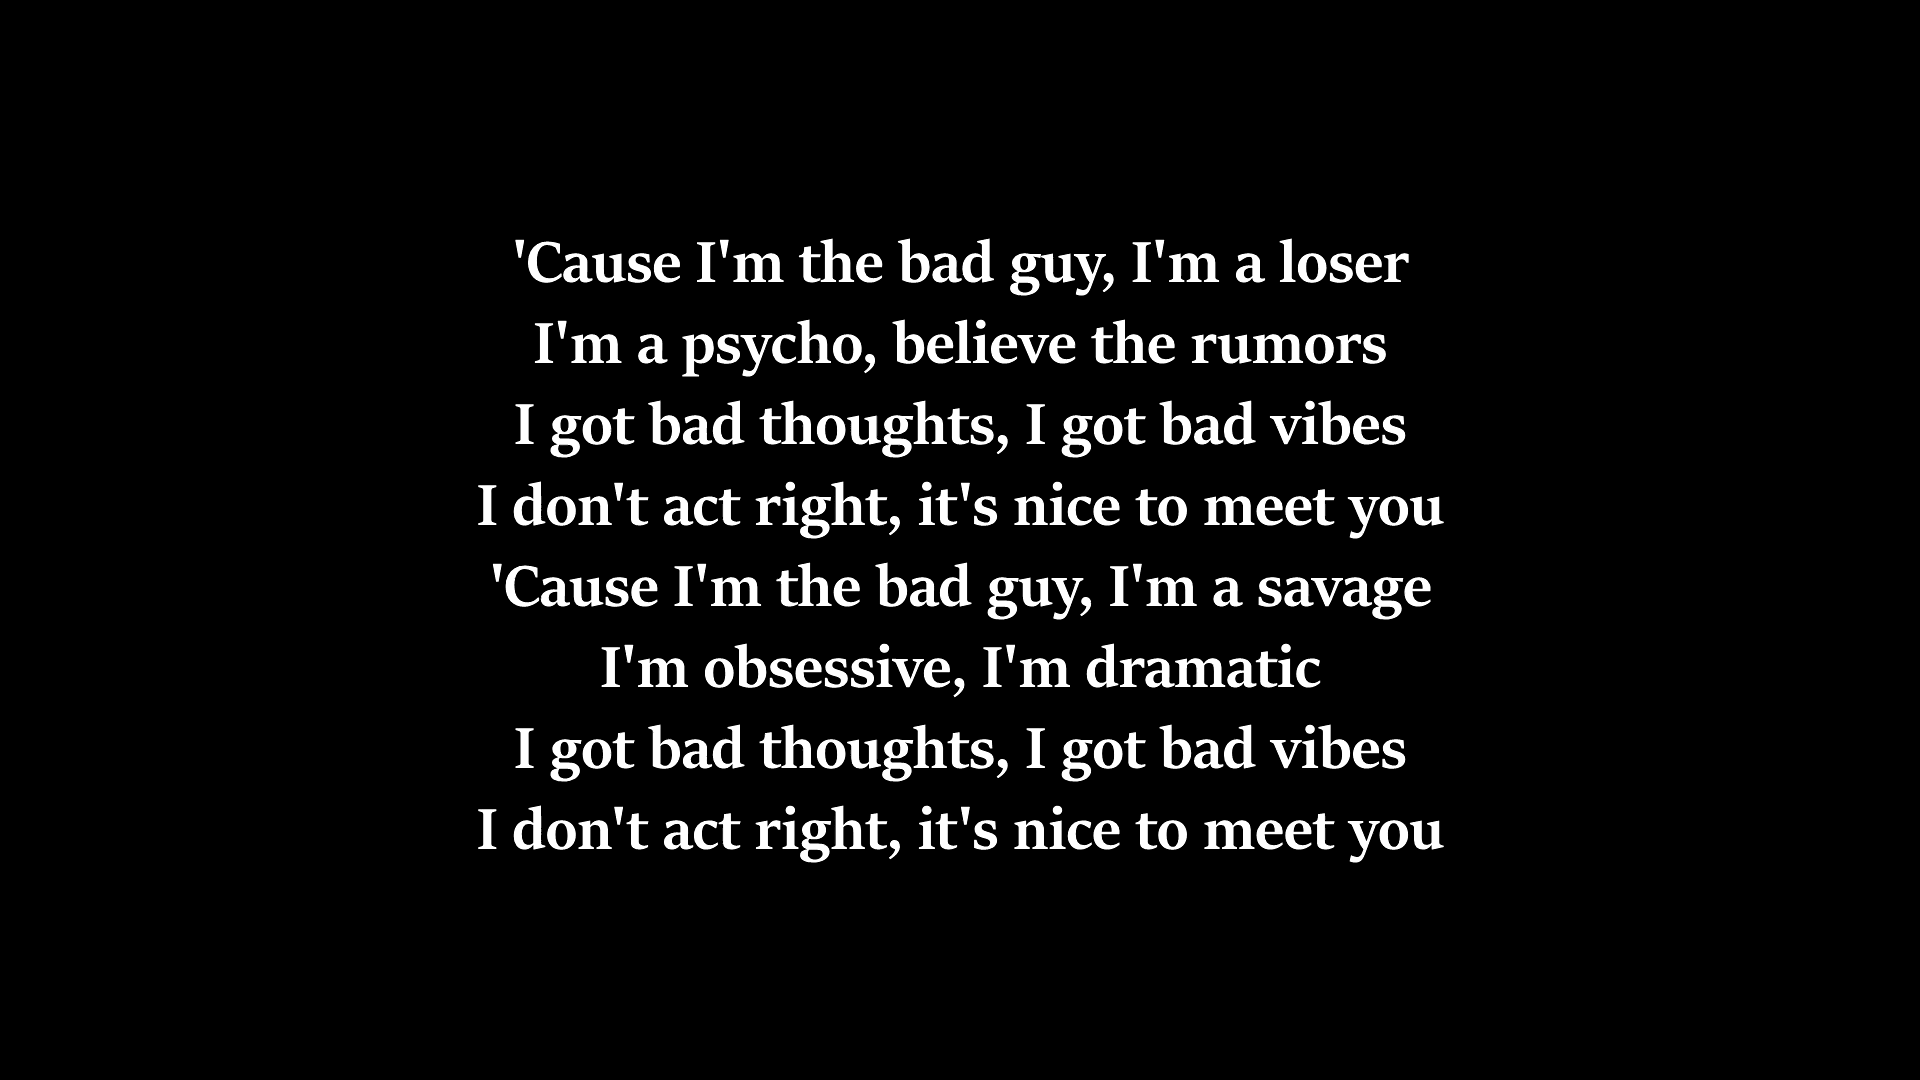 'Cause I'm the bad guy, I'm a loser
I'm a psycho, believe the rumors
I got bad thoughts, I got bad vibes
I don't act right, it's nice to meet you
'Cause I'm the bad guy, I'm a savage
I'm obsessive, I'm dramatic
I got bad thoughts, I got bad vibes
I don't act right, it's nice to meet you